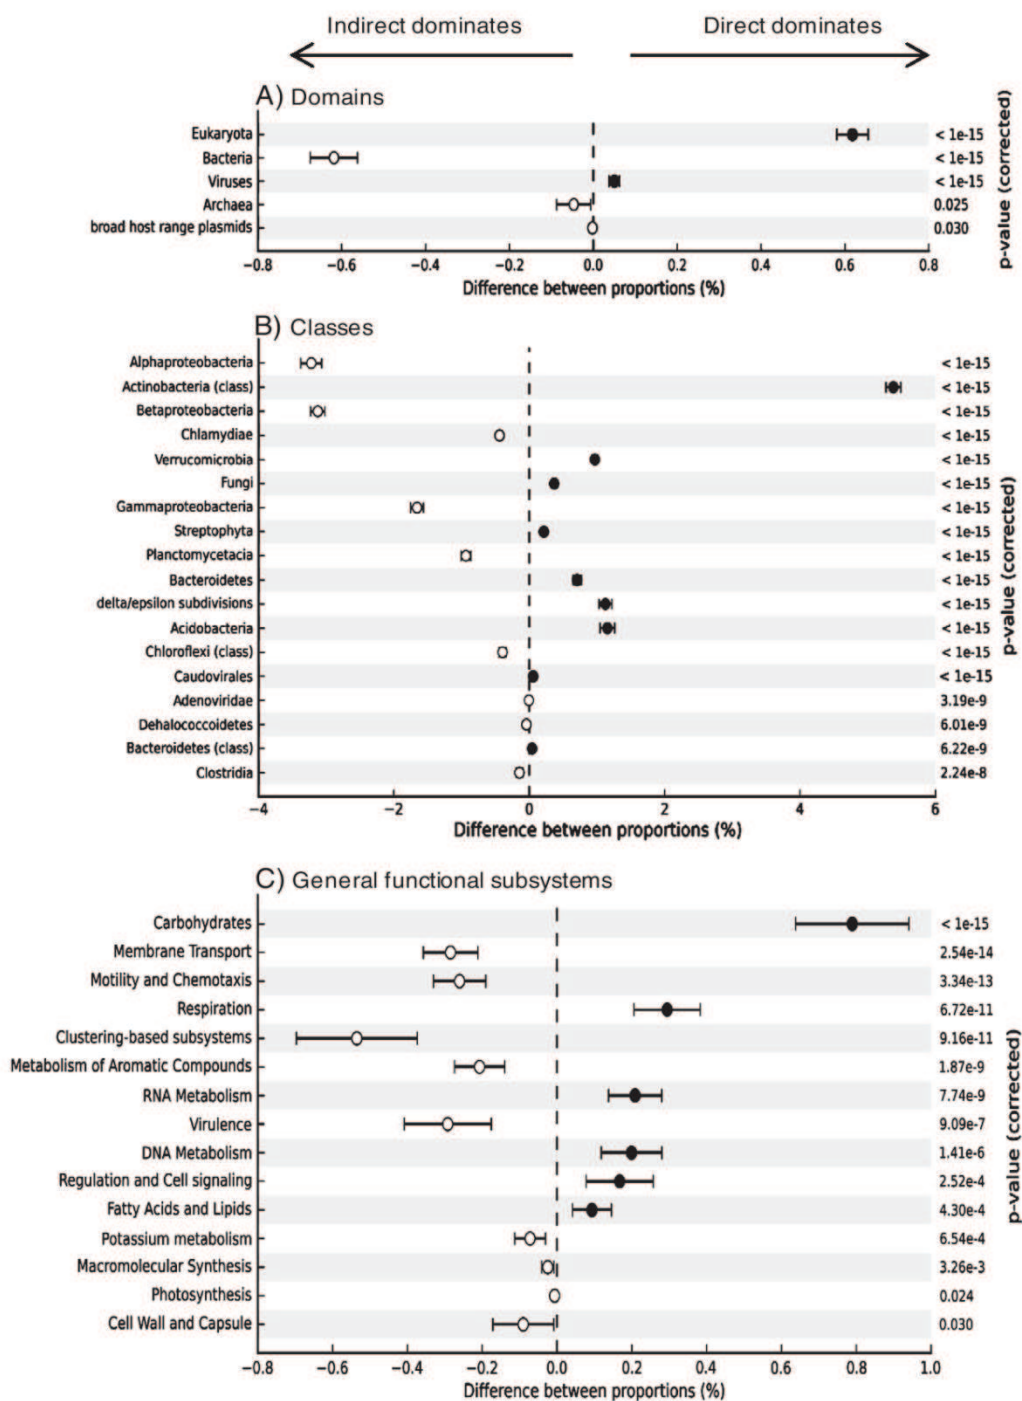 Indirect dominates Direct dominates
A) Domains
Eukaryota < 1e-15
Bacteria < 1e-15
Viruses < 1e-15
Archaea 0.025
broad host range plasmids 0.030
p-value (corrected)
−0.8 −0.6 −0.4 −0.2 0.0 0.2 0.4 0.6 0.8
Difference between proportions (%)
B) Classes
Alphaproteobacteria < 1e-15
Actinobacteria (class) < 1e-15
Betaproteobacteria < 1e-15
Chlamydiae < 1e-15
Verrucomicrobia < 1e-15
Fungi < 1e-15
Gammaproteobacteria < 1e-15
Streptophyta < 1e-15
Planctomycetacia < 1e-15
Bacteroidetes < 1e-15
delta/epsilon subdivisions < 1e-15
Acidobacteria < 1e-15
Chloroflexi (class) < 1e-15
Caudovirales < 1e-15
Adenoviridae 3.19e-9
Dehalococcoidetes 6.01e-9
Bacteroidetes (class) 6.22e-9
Clostridia 2.24e-8
p-value (corrected)
−4 −2 0 2 4 6
Difference between proportions (%)
C) General functional subsystems
Carbohydrates < 1e-15
Membrane Transport 2.54e-14
Motility and Chemotaxis 3.34e-13
Respiration 6.72e-11
Clustering-based subsystems 9.16e-11
Metabolism of Aromatic Compounds 1.87e-9
RNA Metabolism 7.74e-9
Virulence 9.09e-7
DNA Metabolism 1.41e-6
Regulation and Cell signaling 2.52e-4
Fatty Acids and Lipids 4.30e-4
Potassium metabolism 6.54e-4
Macromolecular Synthesis 3.26e-3
Photosynthesis 0.024
Cell Wall and Capsule 0.030
p-value (corrected)
−0.8 −0.6 −0.4 −0.2 0.0 0.2 0.4 0.6 0.8 1.0
Difference between proportions (%)